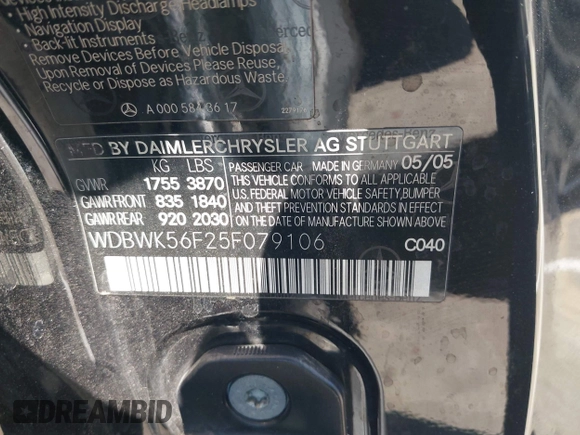 High Intensity Discharge Headlamps
Navigation Display
Back-lit Instruments
Remove Devices Before Vehicle Disposal
Upon Removal of Devices Please Reuse,
Recycle or Dispose as Hazardous Waste.
A 000 584 86 17
MFD BY DAIMLERCHRYSLER AG STUTTGART
KG LBS
GVWR 1755 3870
GAWR FRONT 835 1840
GAWR REAR 920 2030
PASSENGER CAR MADE IN GERMANY 05/05
THIS VEHICLE CONFORMS TO ALL APPLICABLE
U.S. FEDERAL MOTOR VEHICLE SAFETY, BUMPER
AND THEFT PREVENTION STANDARDS
IN EFFECT ON THE
DATE OF MANUFACTURE SHOWN ABOVE
WDBWK56F25F079106
C040
DREAMBID